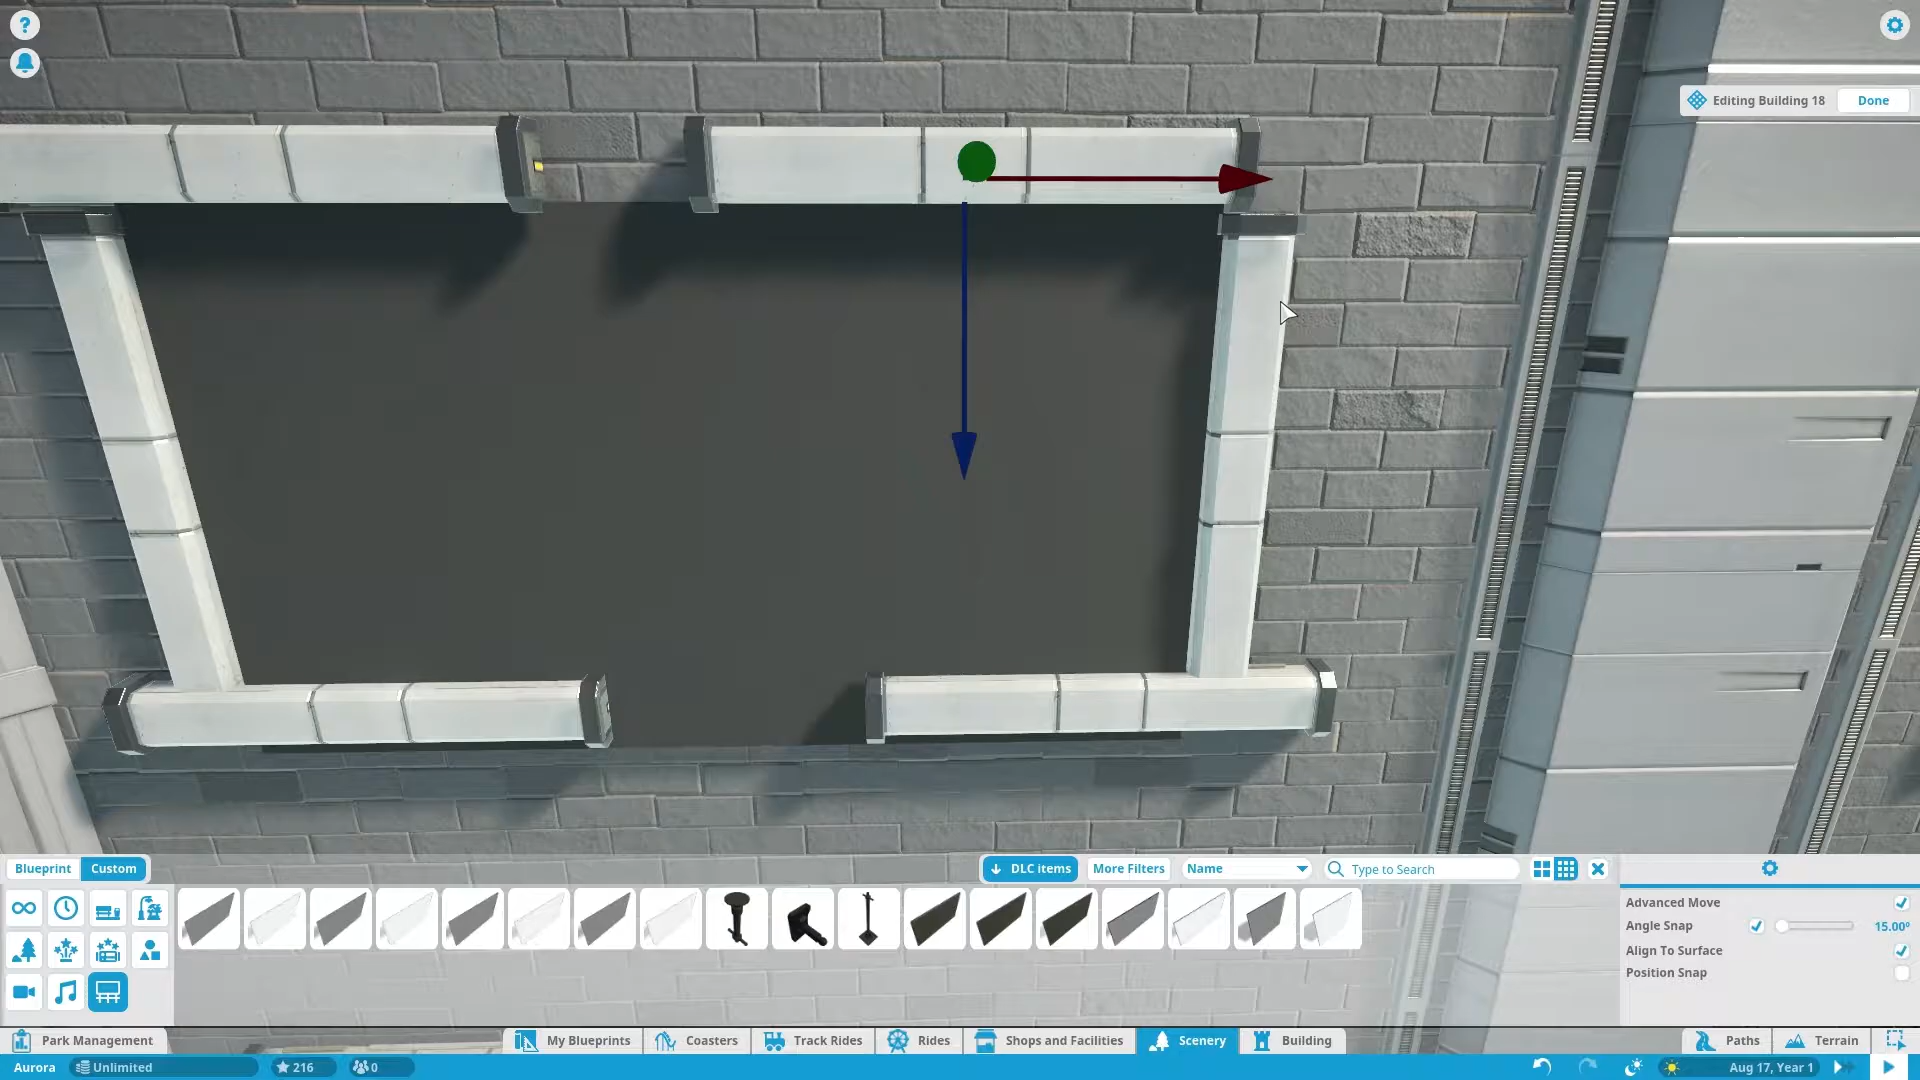 ?
Editing Building 18
Done
Blueprint
Custom
DLC items
More Filters
Name
Type to Search
Advanced Move
Angle Snap
15.00°
Align To Surface
Position Snap
Park Management
My Blueprints
Coasters
Track Rides
Rides
Shops and Facilities
Scenery
Building
Paths
Terrain
Aurora
Unlimited
216
0
Aug 17, Year 1